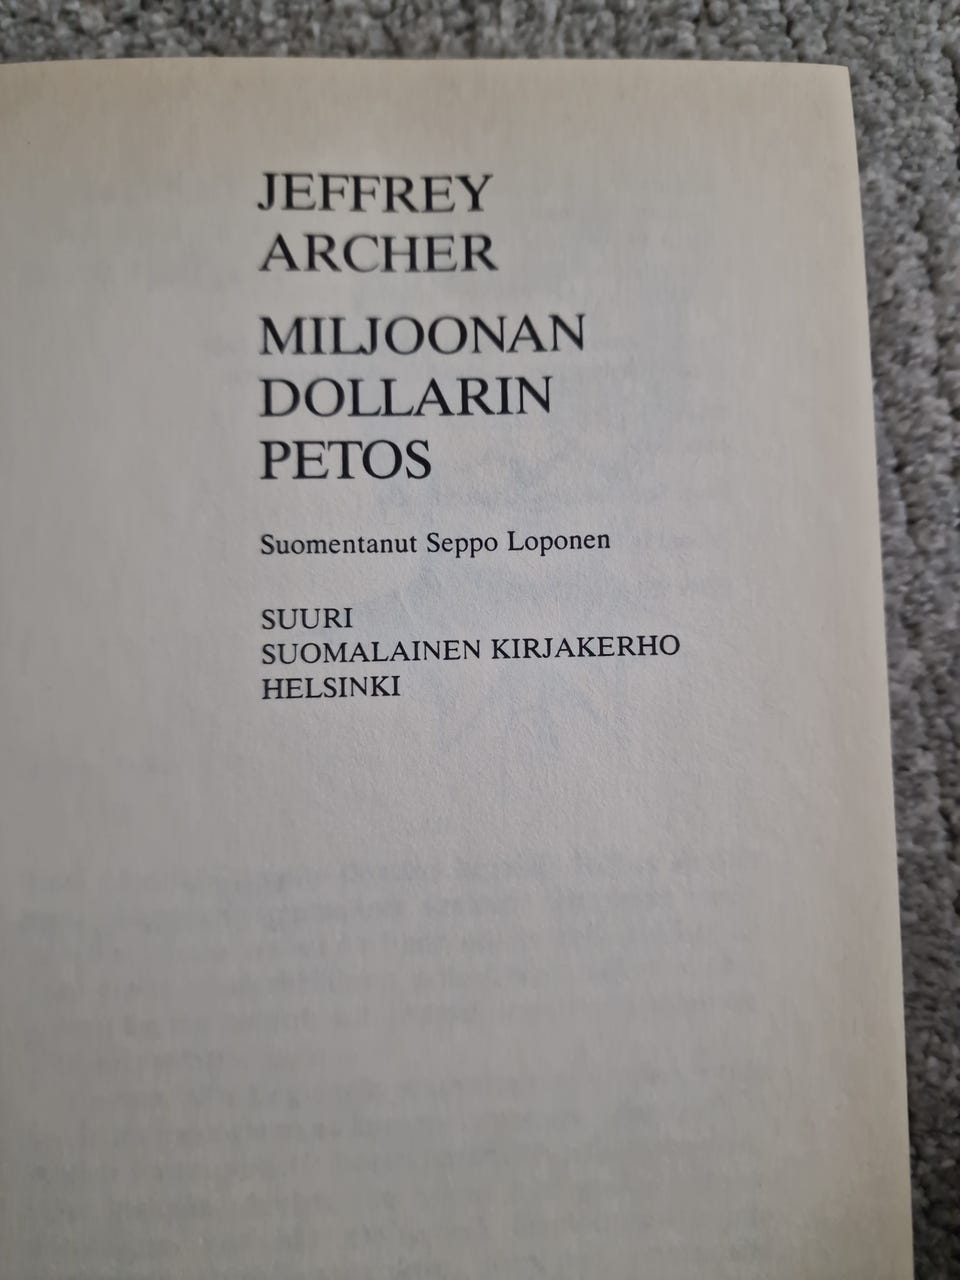 JEFFREY
ARCHER
MILJOONAN
DOLLARIN
PETOS
Suomentanut Seppo Loponen
SUURI
SUOMALAINEN KIRJAKERHO
HELSINKI